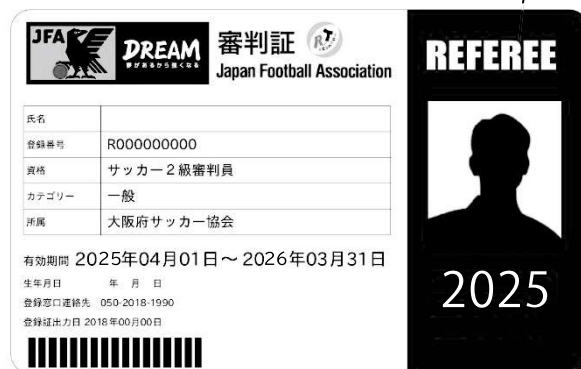 JFA
DREAM
夢があるから強くなる
審判証
Japan Football Association
REFEREE
氏名
登録番号 R000000000
資格 サッカー2級審判員
カテゴリー 一般
所属 大阪府サッカー協会
有効期間 2025年04月01日～2026年03月31日
生年月日 年 月 日
登録窓口連絡先 050-2018-1990
登録証出力日 2018年00月00日
2025